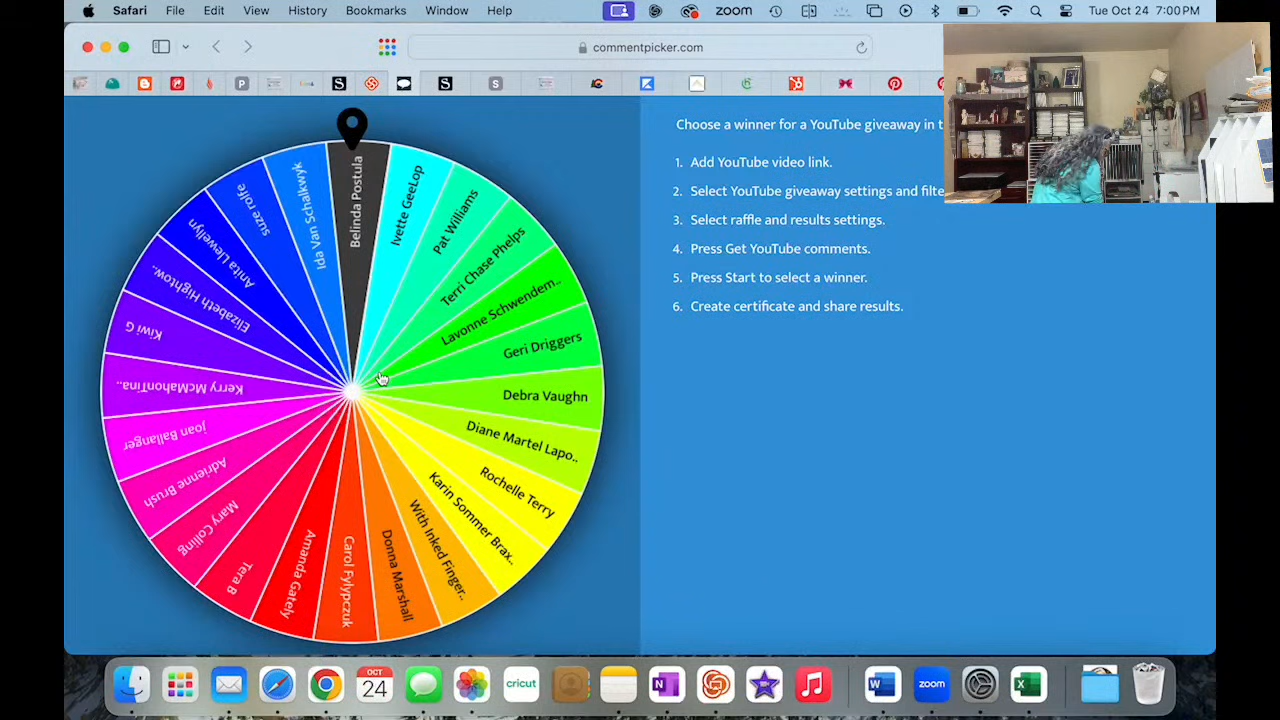 Safari File Edit View History Bookmarks Window Help
zoom
Tue Oct 24 7:00 PM
commentpicker.com
Belinda Postula
Ivette GeeLop
Pat Williams
Terri Chase Phelps
Lavonne Schwendem..
Geri Driggers
Debra Vaughn
Diane Martel Lapo..
Rochelle Terry
Karin Sommer Brax..
With Inked Finger..
Donna Marshall
Carol Fylypczuk
Amanda Gately
Tera B
Mary Colling
Adrienne Brush
joan Ballanger
Kerry McMahonTina..
Kiwi G
Elizabeth Hightow..
Anita Llewellyn
suze rolfe
Ida Van Schalkwyk
Choose a winner for a YouTube giveaway in t
1. Add YouTube video link.
2. Select YouTube giveaway settings and filte
3. Select raffle and results settings.
4. Press Get YouTube comments.
5. Press Start to select a winner.
6. Create certificate and share results.
OCT
24
cricut
N
W
zoom
X